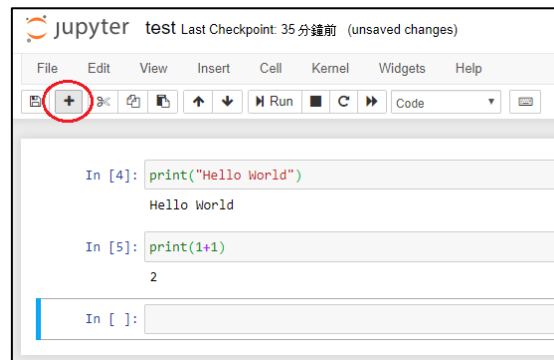 jupyter test Last Checkpoint: 35 分鐘前 (unsaved changes)
File Edit View Insert Cell Kernel Widgets Help
Run Code
In [4]: print("Hello World")
Hello World
In [5]: print(1+1)
2
In [ ]: